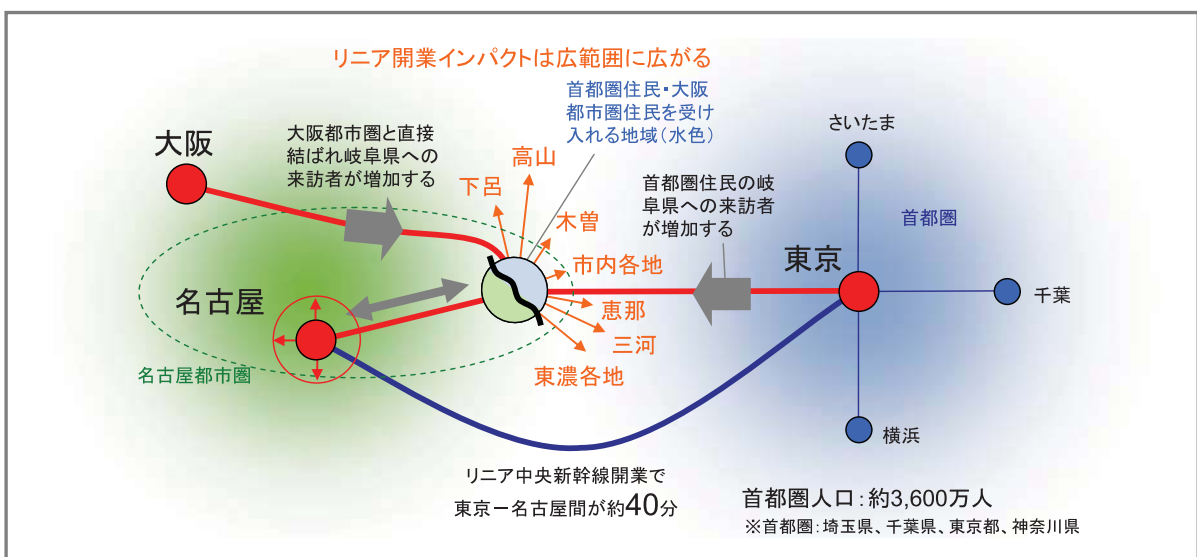 リニア開業インパクトは広範囲に広がる
首都圏住民・大阪
都市圏住民を受け
入れる地域（水色）
大阪都市圏と直接
結ばれ岐阜県への
来訪者が増加する
大阪
高山
下呂
木曽
市内各地
恵那
三河
東濃各地
首都圏住民の岐
阜県への来訪者
が増加する
さいたま
首都圏
東京
千葉
横浜
名古屋
名古屋都市圏
リニア中央新幹線開業で
東京ー名古屋間が約40分
首都圏人口：約3,600万人
※首都圏：埼玉県、千葉県、東京都、神奈川県